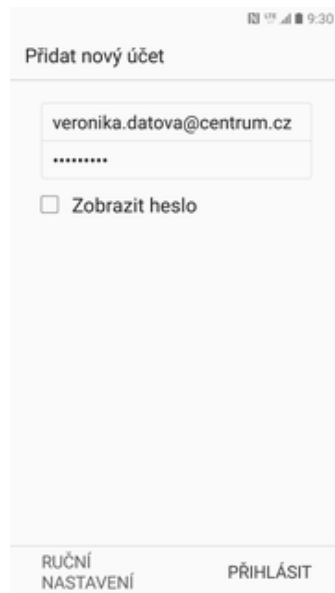 9:30
Přidat nový účet
veronika.datova@centrum.cz
•••••••••
Zobrazit heslo
RUČNÍ
NASTAVENÍ
PŘIHLÁSIT